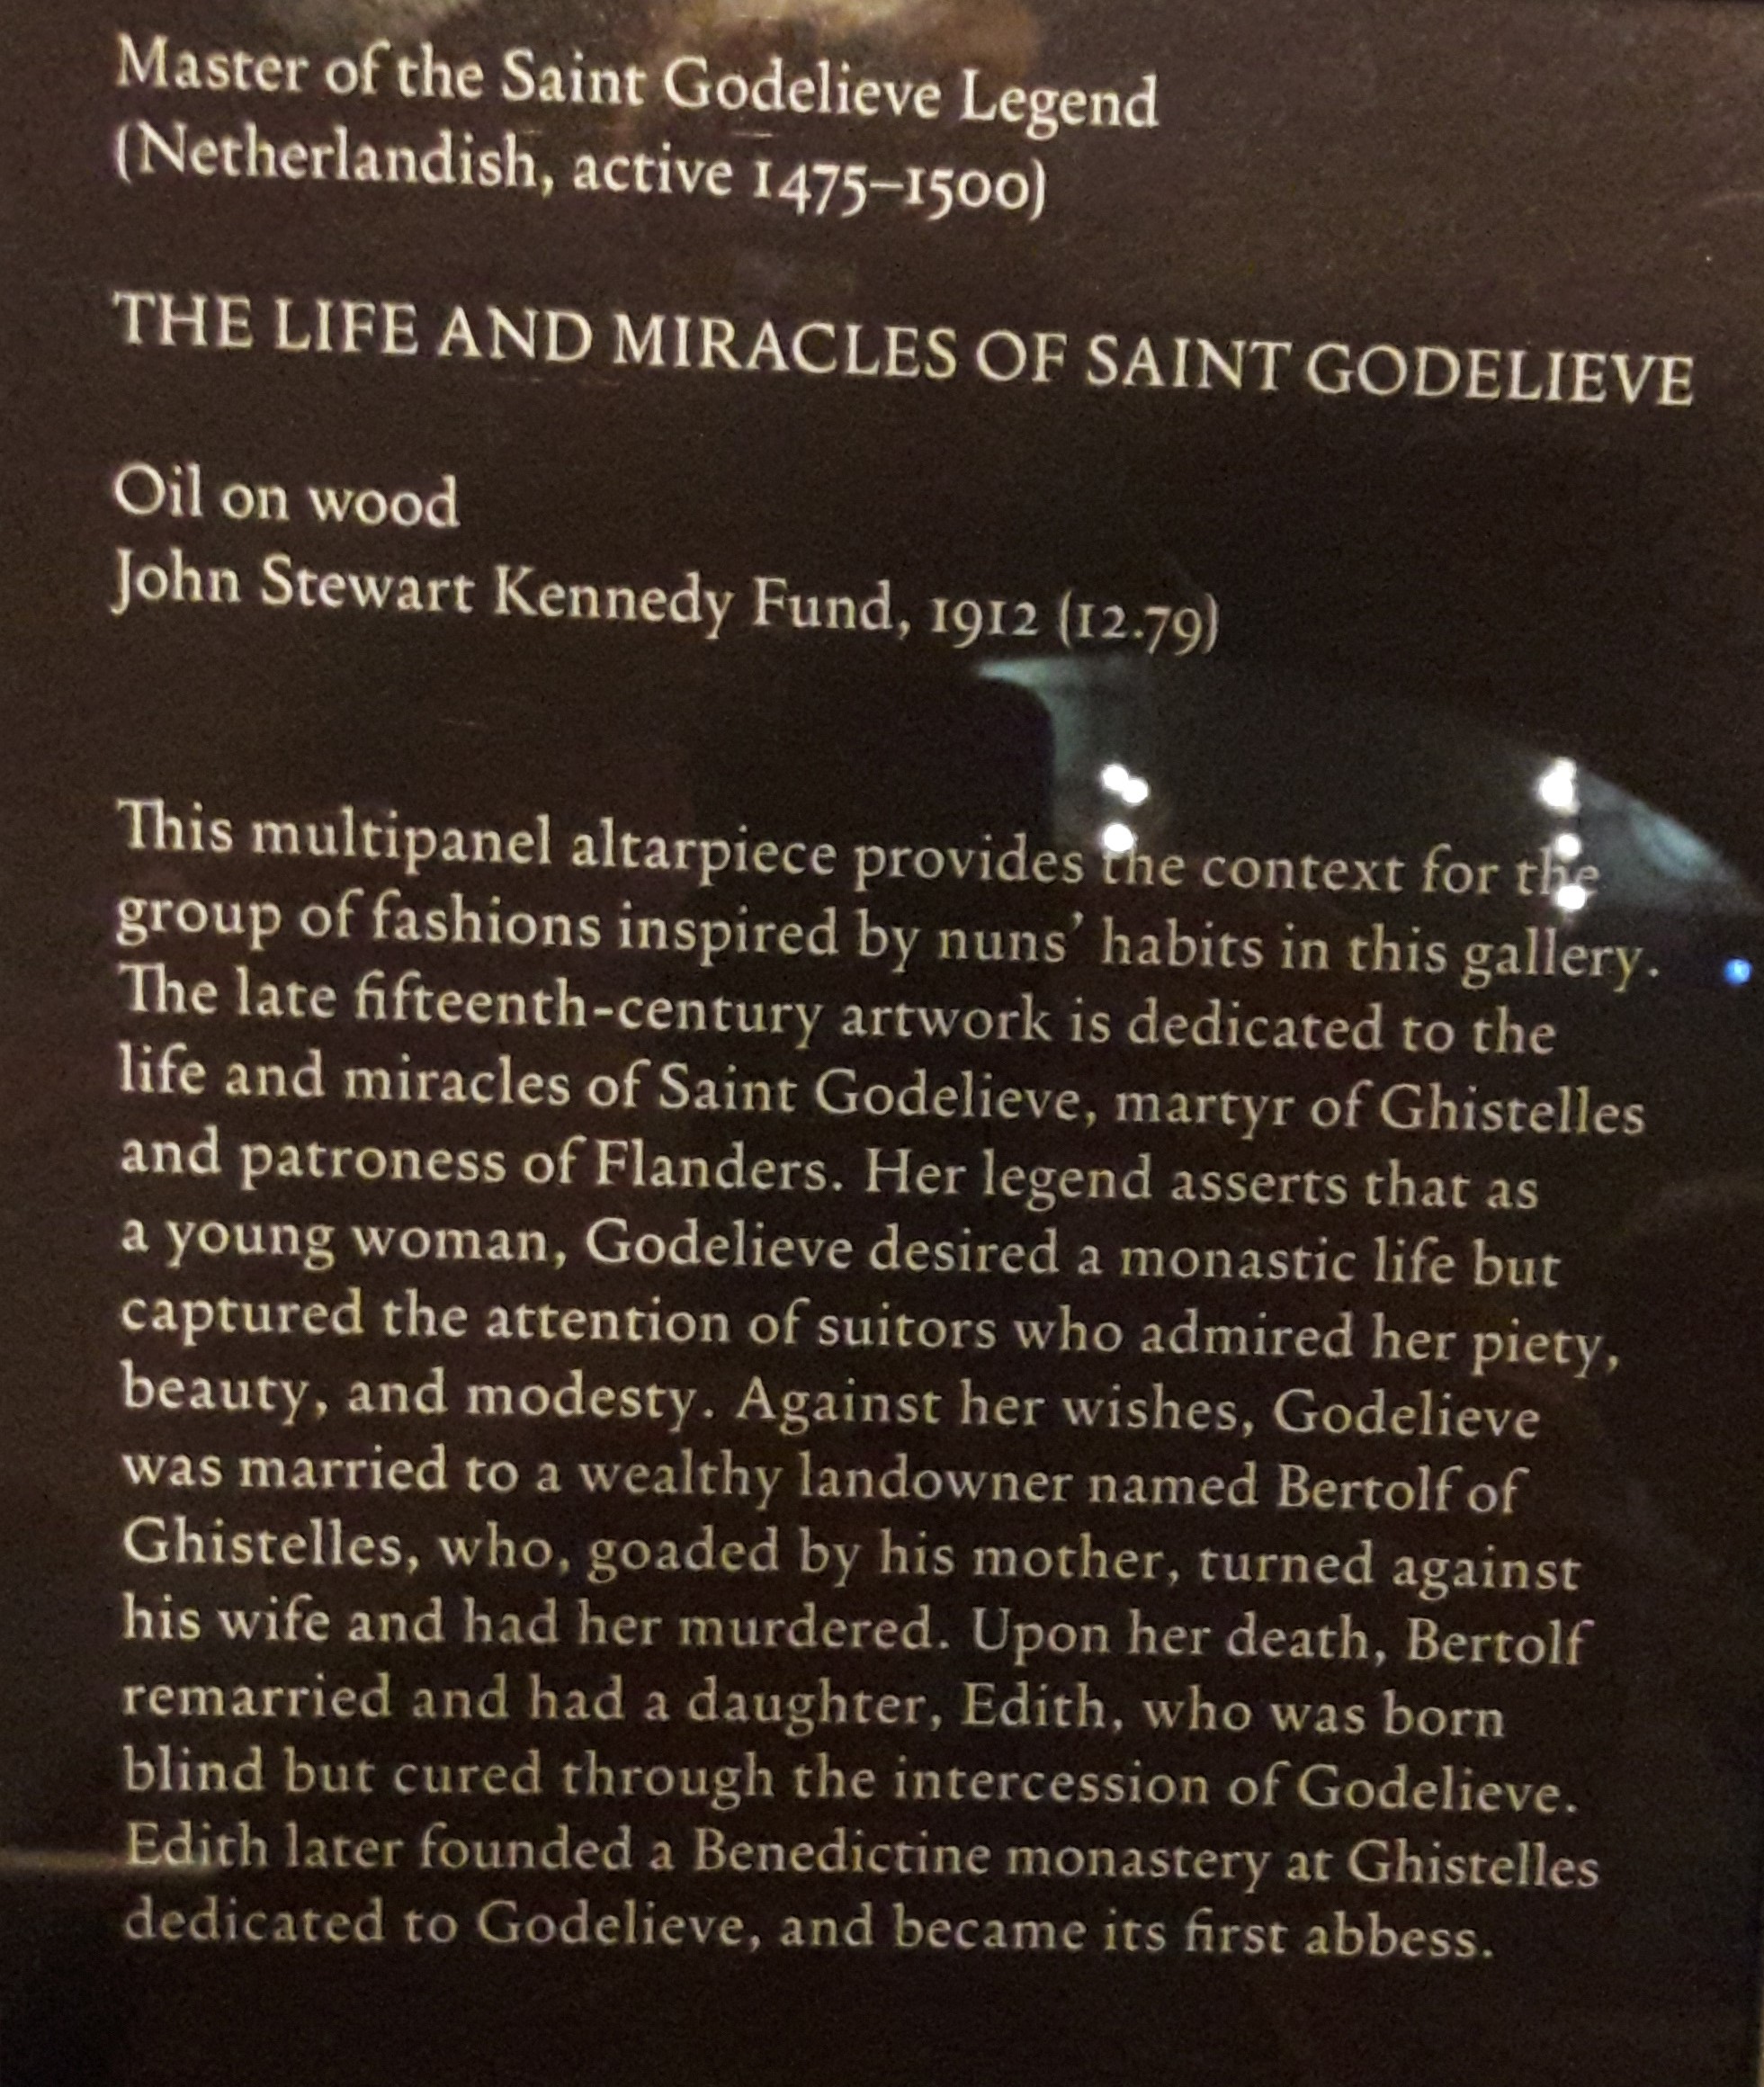 Master of the Saint Godelieve Legend
(Netherlandish, active 1475–1500)
THE LIFE AND MIRACLES OF SAINT GODELIEVE
Oil on wood
John Stewart Kennedy Fund, 1912 (12.79)
This multipanel altarpiece provides the context for the
group of fashions inspired by nuns’ habits in this gallery.
The late fifteenth-century artwork is dedicated to the
life and miracles of Saint Godelieve, martyr of Ghistelles
and patroness of Flanders. Her legend asserts that as
a young woman, Godelieve desired a monastic life but
captured the attention of suitors who admired her piety,
beauty, and modesty. Against her wishes, Godelieve
was married to a wealthy landowner named Bertolf of
Ghistelles, who, goaded by his mother, turned against
his wife and had her murdered. Upon her death, Bertolf
remarried and had a daughter, Edith, who was born
blind but cured through the intercession of Godelieve.
Edith later founded a Benedictine monastery at Ghistelles
dedicated to Godelieve, and became its first abbess.